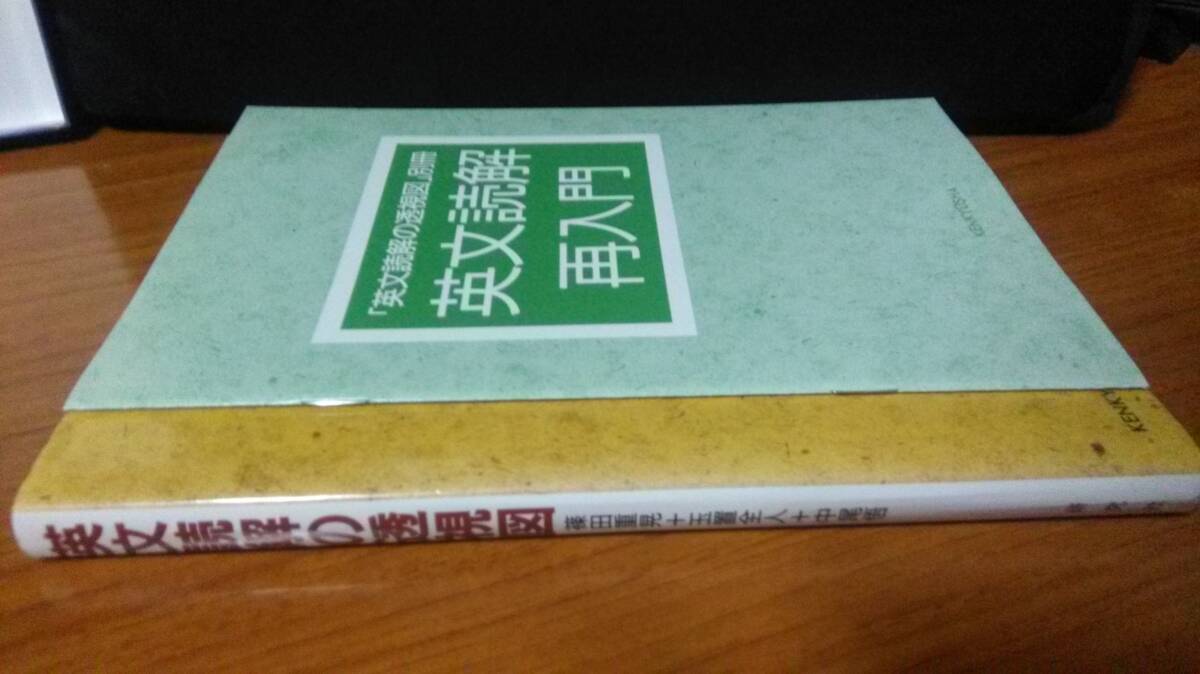 「英文読解の透視図」別冊
英文読解
再入門
KENKYUSHA
KENKY
英文読解の透視図 篠田重晃+玉置全人+中尾悟